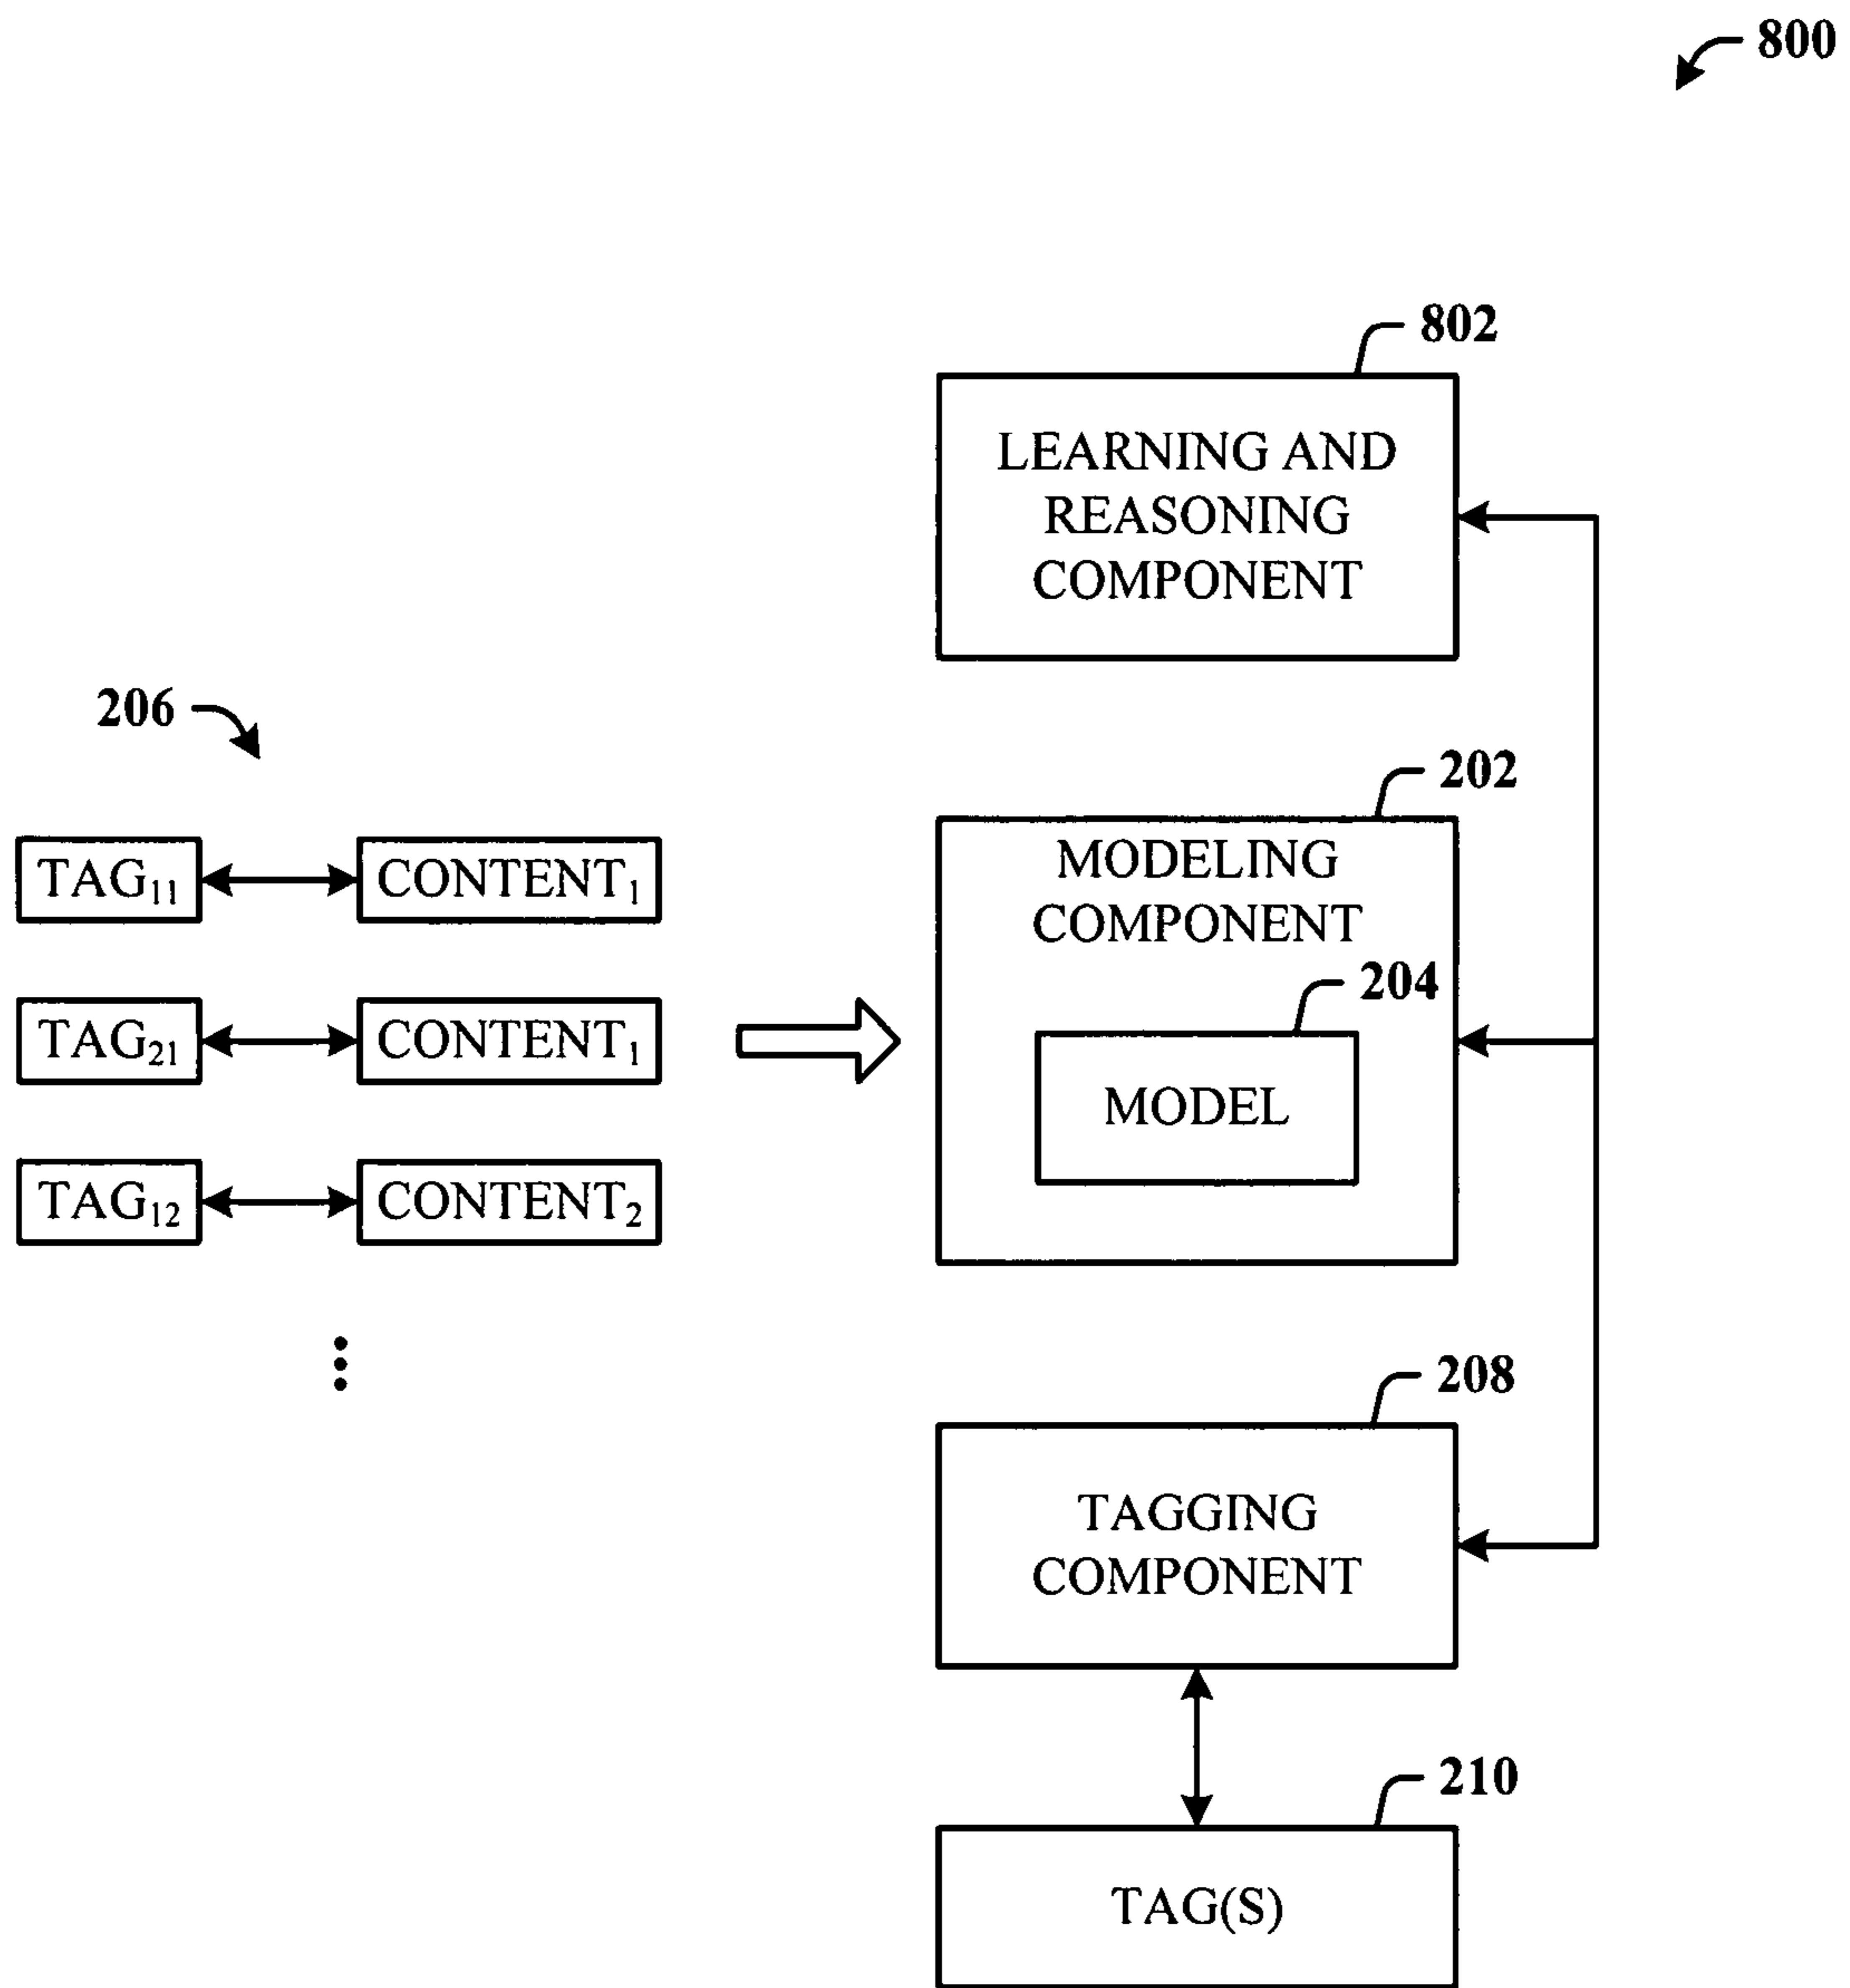 800
802
LEARNING AND
REASONING
COMPONENT
206
202
MODELING
COMPONENT
TAG₁₁ CONTENT₁
204
TAG₂₁ CONTENT₁
MODEL
TAG₁₂ CONTENT₂
208
TAGGING
COMPONENT
210
TAG(S)